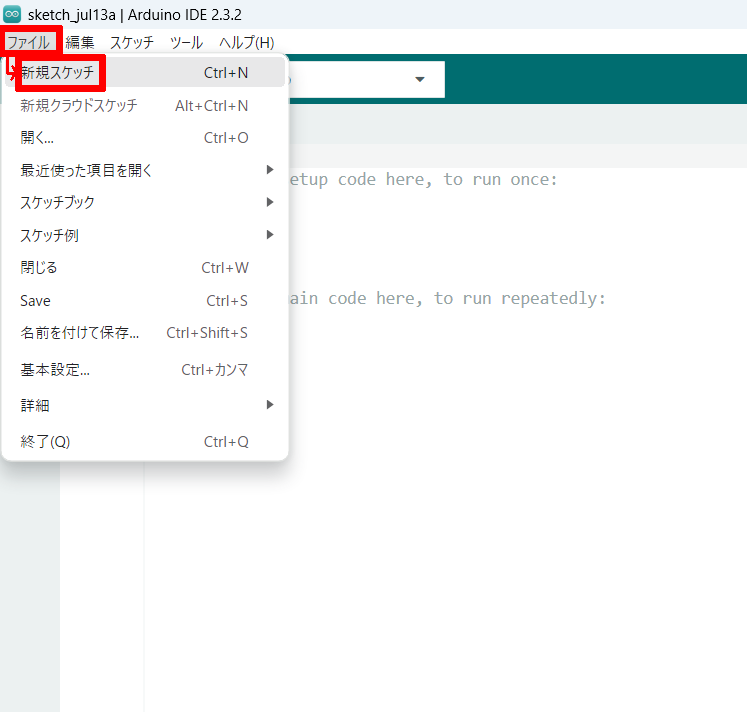 sketch_jul13a | Arduino IDE 2.3.2
ファイル 編集 スケッチ ツール ヘルプ(H)
新規スケッチ Ctrl+N
新規クラウドスケッチ Alt+Ctrl+N
開く... Ctrl+O
最近使った項目を開く
etup code here, to run once:
スケッチブック
スケッチ例
閉じる Ctrl+W
Save Ctrl+S
ain code here, to run repeatedly:
名前を付けて保存... Ctrl+Shift+S
基本設定... Ctrl+カンマ
詳細
終了(Q) Ctrl+Q